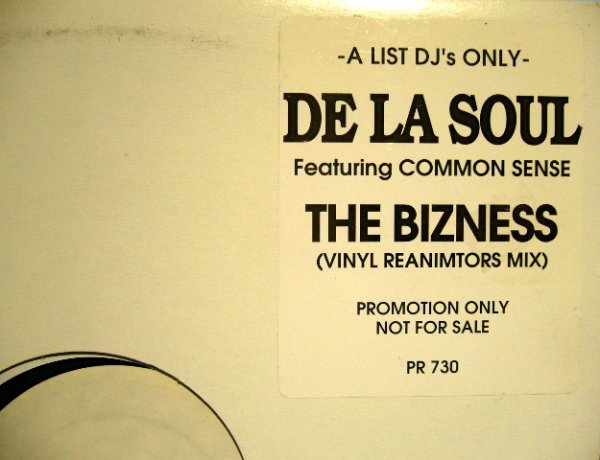 -A LIST DJ's ONLY-
DE LA SOUL
Featuring COMMON SENSE
THE BIZNESS
(VINYL REANIMTORS MIX)
PROMOTION ONLY
NOT FOR SALE
PR 730